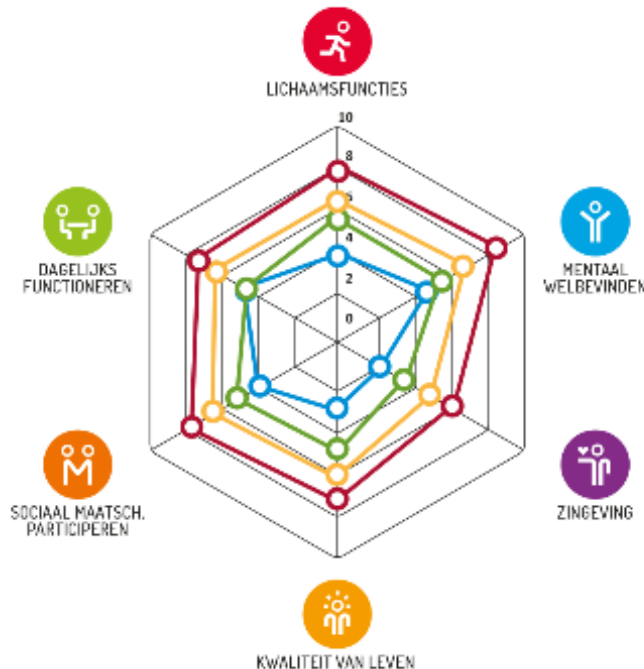 LICHAAMSFUNCTIES
10
8
6
4
2
0
DAGELIJKS
FUNCTIONEREN
MENTAAL
WELBEVINDEN
SOCIAAL MAATSCH.
PARTICIPEREN
ZINGEVING
KWALITEIT VAN LEVEN